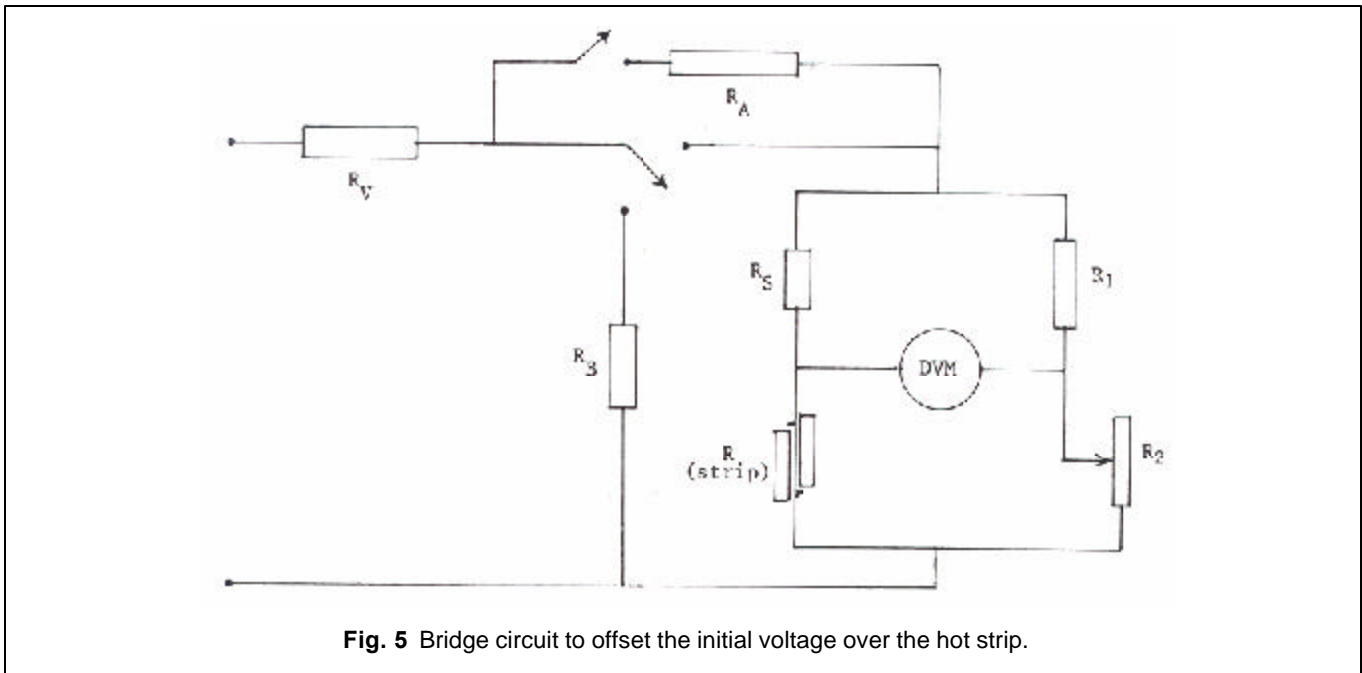 R_A
R_V
R_S
R_1
R_B
DVM
R
(strip)
R_2
Fig. 5 Bridge circuit to offset the initial voltage over the hot strip.